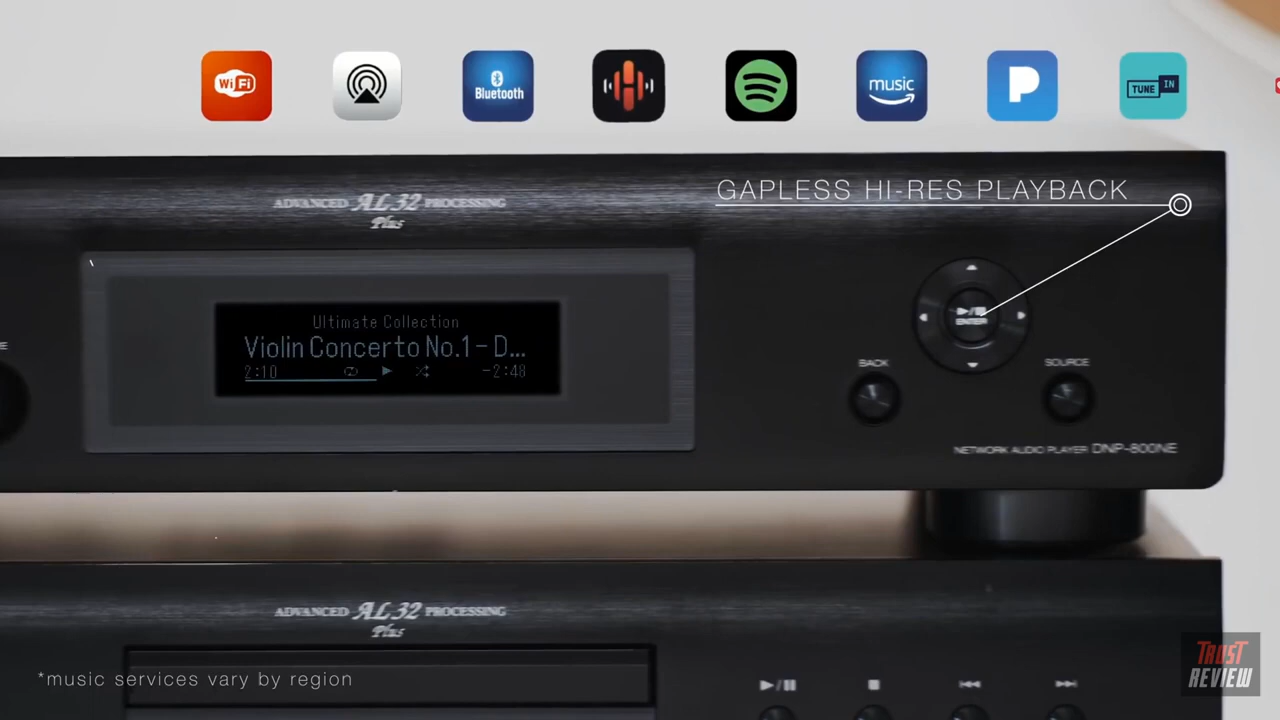 WiFi
Bluetooth
music
TUNE IN
GAPLESS HI-RES PLAYBACK
ADVANCED AL32 PROCESSING
Plus
Ultimate Collection
Violin Concerto No.1 – D...
2:10 -2:48
ENTER
BACK SOURCE
NETWORK AUDIO PLAYER DNP-800NE
ADVANCED AL32 PROCESSING
Plus
*music services vary by region
TRUST
REVIEW